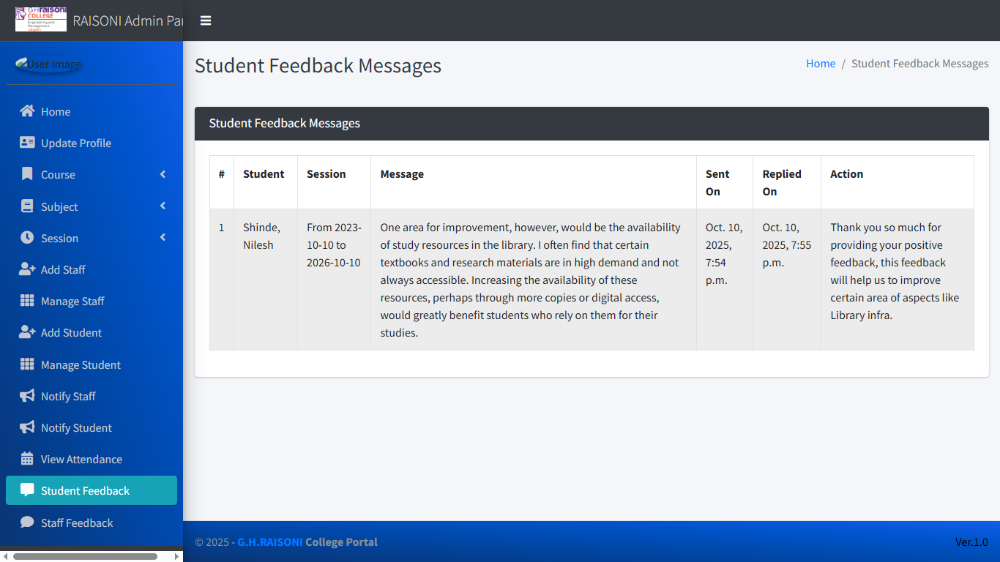 GHraisoni
COLLEGE
Engineering and
Management
Jalgaon
RAISONI Admin Pan
User Image
Home
Update Profile
Course
Subject
Session
Add Staff
Manage Staff
Add Student
Manage Student
Notify Staff
Notify Student
View Attendance
Student Feedback
Staff Feedback
Student Feedback Messages
Home / Student Feedback Messages
Student Feedback Messages
# Student Session Message Sent On Replied On Action
1
Shinde,
Nilesh
From 2023-
10-10 to
2026-10-10
One area for improvement, however, would be the availability
of study resources in the library. I often find that certain
textbooks and research materials are in high demand and not
always accessible. Increasing the availability of these
resources, perhaps through more copies or digital access,
would greatly benefit students who rely on them for their
studies.
Oct. 10,
2025,
7:54
p.m.
Oct. 10,
2025, 7:55
p.m.
Thank you so much for
providing your positive
feedback, this feedback
will help us to improve
certain area of aspects like
Library infra.
© 2025 - G.H.RAISONI College Portal
Ver.1.0